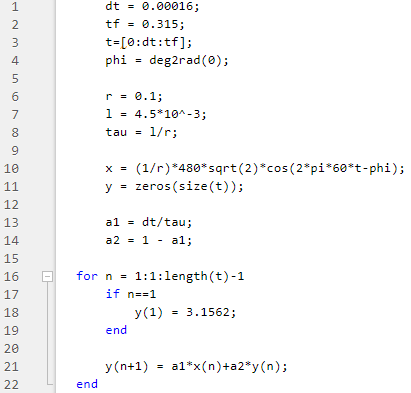 1 dt = 0.00016;
2 tf = 0.315;
3 t=[0:dt:tf];
4 phi = deg2rad(0);
5
6 r = 0.1;
7 l = 4.5*10^-3;
8 tau = l/r;
9
10 x = (1/r)*480*sqrt(2)*cos(2*pi*60*t-phi);
11 y = zeros(size(t));
12
13 a1 = dt/tau;
14 a2 = 1 - a1;
15
16 for n = 1:1:length(t)-1
17 if n==1
18 y(1) = 3.1562;
19 end
20
21 y(n+1) = a1*x(n)+a2*y(n);
22 end